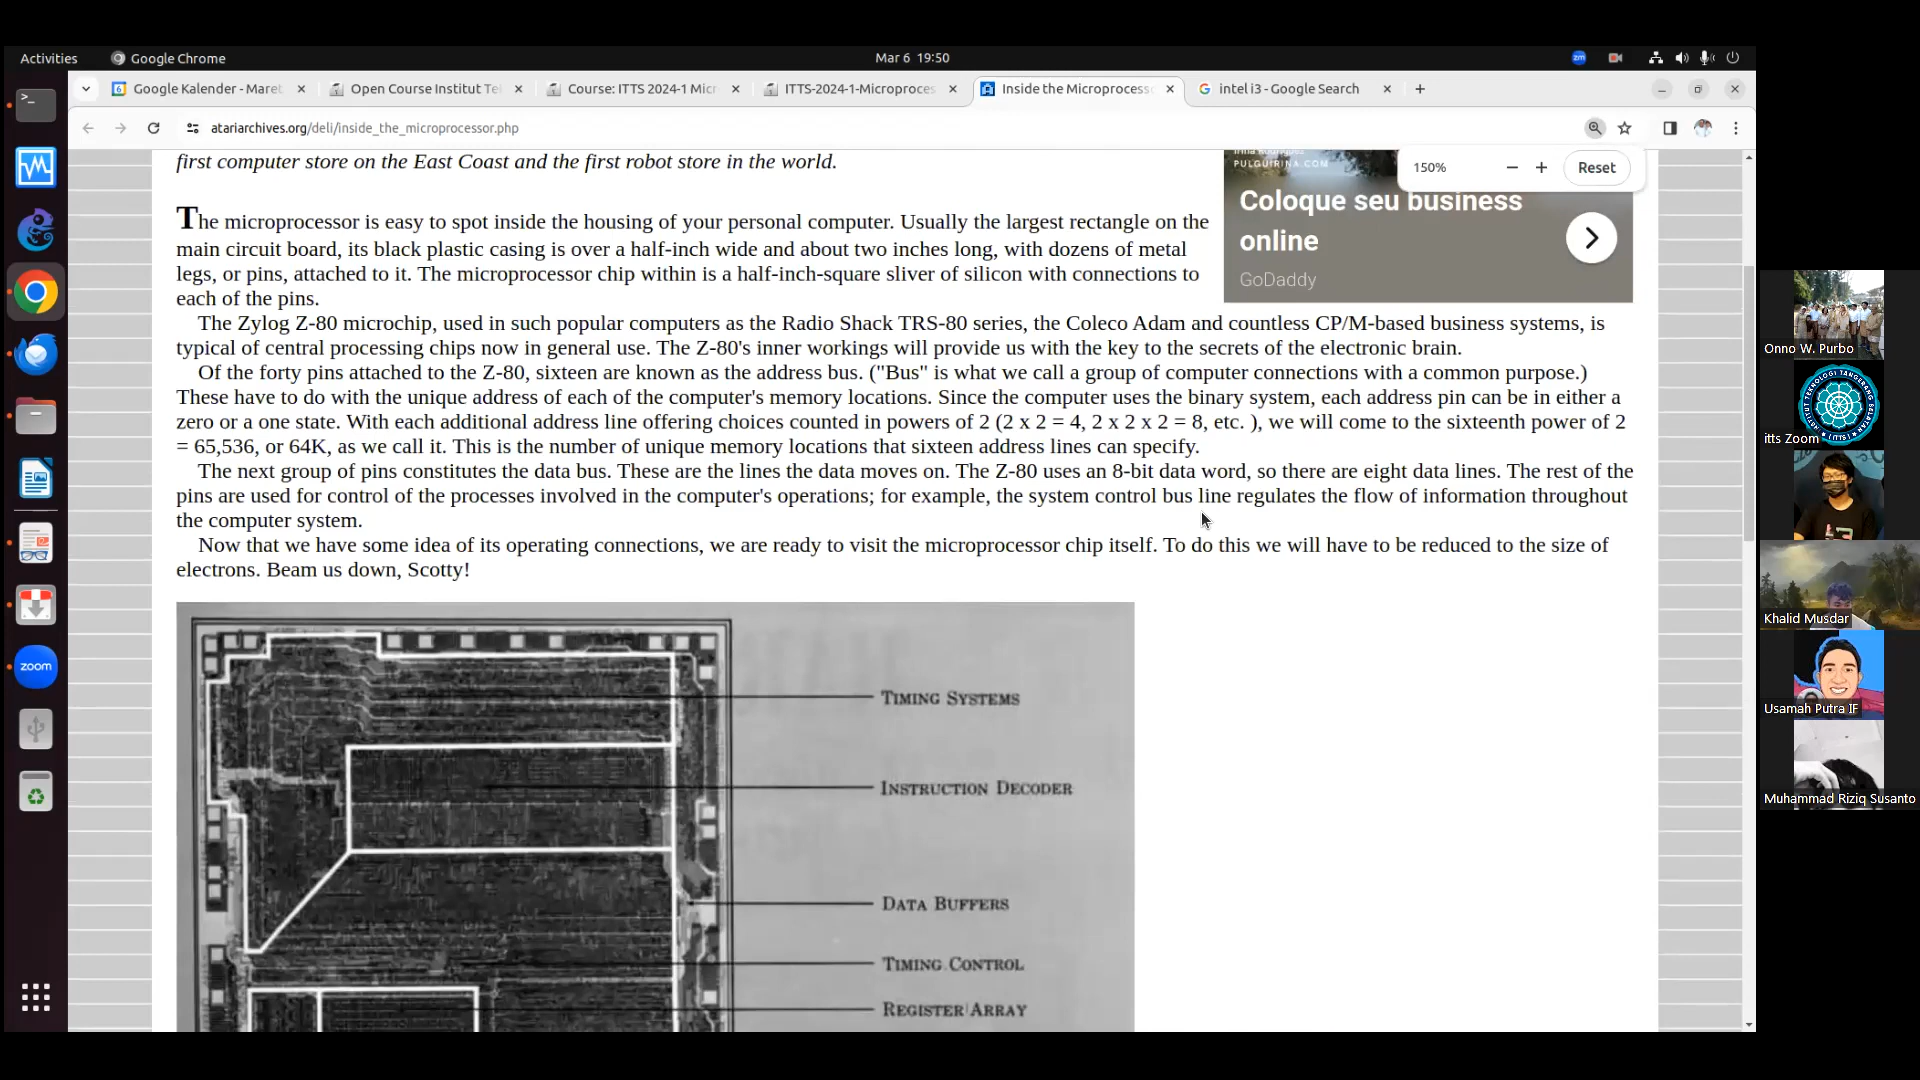 Activities
Google Chrome
Mar 6 19:50
zm
Google Kalender - Maret
Open Course Institut Te
Course: ITTS 2024-1 Micr
ITTS-2024-1-Microproces
Inside the Microprocess
intel i3 - Google Search
atariarchives.org/deli/inside_the_microprocessor.php
150%
Reset
first computer store on the East Coast and the first robot store in the world.
PULGUIRINA.COM
Coloque seu business
online
GoDaddy
The microprocessor is easy to spot inside the housing of your personal computer. Usually the largest rectangle on the
main circuit board, its black plastic casing is over a half-inch wide and about two inches long, with dozens of metal
legs, or pins, attached to it. The microprocessor chip within is a half-inch-square sliver of silicon with connections to
each of the pins.
The Zylog Z-80 microchip, used in such popular computers as the Radio Shack TRS-80 series, the Coleco Adam and countless CP/M-based business systems, is
typical of central processing chips now in general use. The Z-80's inner workings will provide us with the key to the secrets of the electronic brain.
Of the forty pins attached to the Z-80, sixteen are known as the address bus. ("Bus" is what we call a group of computer connections with a common purpose.)
These have to do with the unique address of each of the computer's memory locations. Since the computer uses the binary system, each address pin can be in either a
zero or a one state. With each additional address line offering choices counted in powers of 2 (2 x 2 = 4, 2 x 2 x 2 = 8, etc. ), we will come to the sixteenth power of 2
= 65,536, or 64K, as we call it. This is the number of unique memory locations that sixteen address lines can specify.
The next group of pins constitutes the data bus. These are the lines the data moves on. The Z-80 uses an 8-bit data word, so there are eight data lines. The rest of the
pins are used for control of the processes involved in the computer's operations; for example, the system control bus line regulates the flow of information throughout
the computer system.
Now that we have some idea of its operating connections, we are ready to visit the microprocessor chip itself. To do this we will have to be reduced to the size of
electrons. Beam us down, Scotty!
TIMING SYSTEMS
INSTRUCTION DECODER
DATA BUFFERS
TIMING CONTROL
REGISTER ARRAY
zoom
Onno W. Purbo
itts Zoom
Khalid Musdar
Usamah Putra IF
Muhammad Riziq Susanto